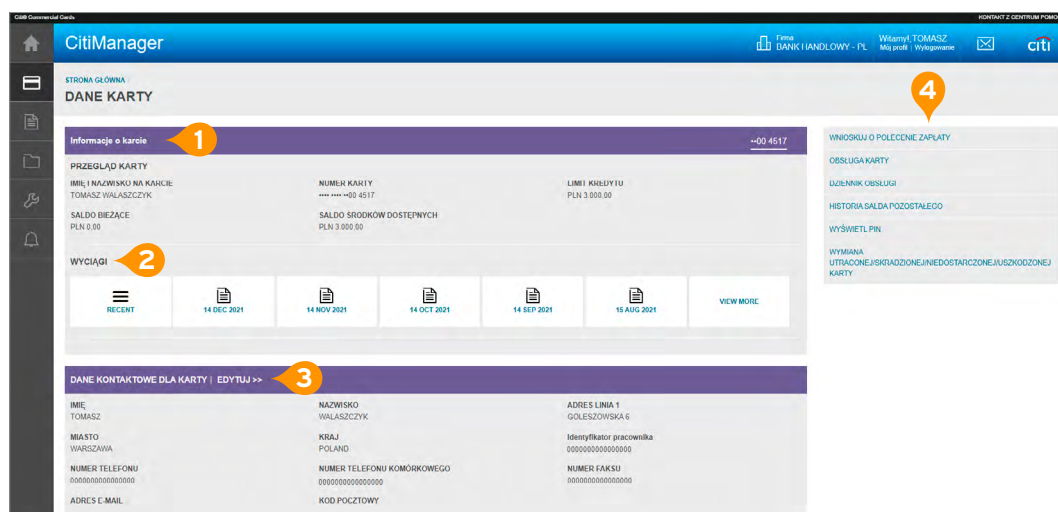 Citi® Commercial Cards
KONTAKT Z CENTRUM POMO
CitiManager
Firma
BANK HANDLOWY - PL
Witamy!,TOMASZ
Mój profil | Wylogowanie
citi
STRONA GŁÓWNA
DANE KARTY
4
Informacje o karcie
1
••00 4517
PRZEGLĄD KARTY
IMIĘ I NAZWISKO NA KARCIE
NUMER KARTY
LIMIT KREDYTU
TOMASZ WALASZCZYK
•••• •••• ••00 4517
PLN 3.000,00
SALDO BIEŻĄCE
SALDO ŚRODKÓW DOSTĘPNYCH
PLN 0,00
PLN 3.000,00
WYCIĄGI
2
RECENT
14 DEC 2021
14 NOV 2021
14 OCT 2021
14 SEP 2021
15 AUG 2021
VIEW MORE
WNIOSKUJ O POLECENIE ZAPŁATY
OBSŁUGA KARTY
DZIENNIK OBSŁUGI
HISTORIA SALDA POZOSTAŁEGO
WYŚWIETL PIN
WYMIANA
UTRACONEJ/SKRADZIONEJ/NIEDOSTARCZONEJ/USZKODZONEJ
KARTY
DANE KONTAKTOWE DLA KARTY | EDYTUJ >>
3
IMIĘ
NAZWISKO
ADRES LINIA 1
TOMASZ
WALASZCZYK
GOLESZOWSKA 6
MIASTO
KRAJ
Identyfikator pracownika
WARSZAWA
POLAND
0000000000000000
NUMER TELEFONU
NUMER TELEFONU KOMÓRKOWEGO
NUMER FAKSU
0000000000000000
0000000000000000
0000000000000000
ADRES E-MAIL
KOD POCZTOWY